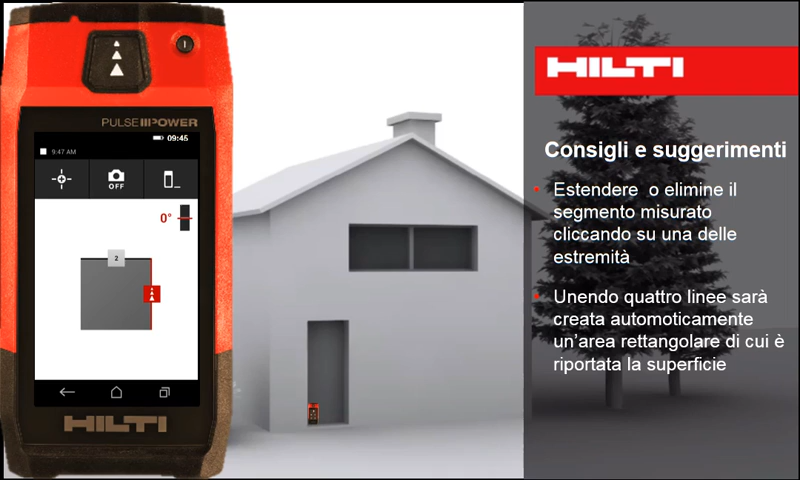 PULSE POWER
09:45
9:47 AM
OFF
0°
2
HILTI
HILTI
Consigli e suggerimenti
Estendere o elimine il
segmento misurato
cliccando su una delle
estremità
Unendo quattro linee sarà
creata automoticamente
un'area rettangolare di cui è
riportata la superficie